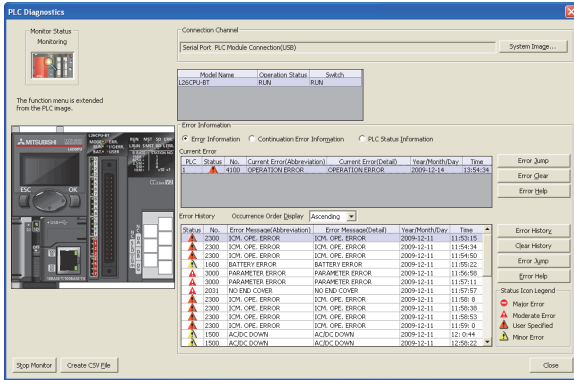 PLC Diagnostics
Monitor Status
Monitoring
The function menu is extended
from the PLC image.
Connection Channel
Serial Port PLC Module Connection(USB)
System Image...
Model Name Operation Status Switch
L26CPU-BT RUN RUN
Error Information
Error Information Continuation Error Information PLC Status Information
Current Error
PLC Status No. Current Error(Abbreviation) Current Error(Detail) Year/Month/Day Time
1 4100 OPERATION ERROR OPERATION ERROR 2009-12-14 13:54:34
Error Jump
Error Clear
Error Help
Error History Occurrence Order Display Ascending
Status No. Error Message(Abbreviation) Error Message(Detail) Year/Month/Day Time
2300 ICM. OPE. ERROR ICM. OPE. ERROR 2009-12-11 11:53:15
2300 ICM. OPE. ERROR ICM. OPE. ERROR 2009-12-11 11:54:34
2300 ICM. OPE. ERROR ICM. OPE. ERROR 2009-12-11 11:54:50
1600 BATTERY ERROR BATTERY ERROR 2009-12-11 11:55:22
3000 PARAMETER ERROR PARAMETER ERROR 2009-12-11 11:56:58
3000 PARAMETER ERROR PARAMETER ERROR 2009-12-11 11:57:11
2031 NO END COVER NO END COVER 2009-12-11 11:57:57
2300 ICM. OPE. ERROR ICM. OPE. ERROR 2009-12-11 11:58: 8
2300 ICM. OPE. ERROR ICM. OPE. ERROR 2009-12-11 11:58:38
2300 ICM. OPE. ERROR ICM. OPE. ERROR 2009-12-11 11:58:53
2300 ICM. OPE. ERROR ICM. OPE. ERROR 2009-12-11 11:59: 0
1500 AC/DC DOWN AC/DC DOWN 2009-12-11 12: 0:44
1500 AC/DC DOWN AC/DC DOWN 2009-12-11 12:58:22
Error History
Clear History
Error Jump
Error Help
Status Icon Legend
Major Error
Moderate Error
User Specified
Minor Error
MITSUBISHI
L26CPU-BT
ESC
OK
Stop Monitor
Create CSV File
Close